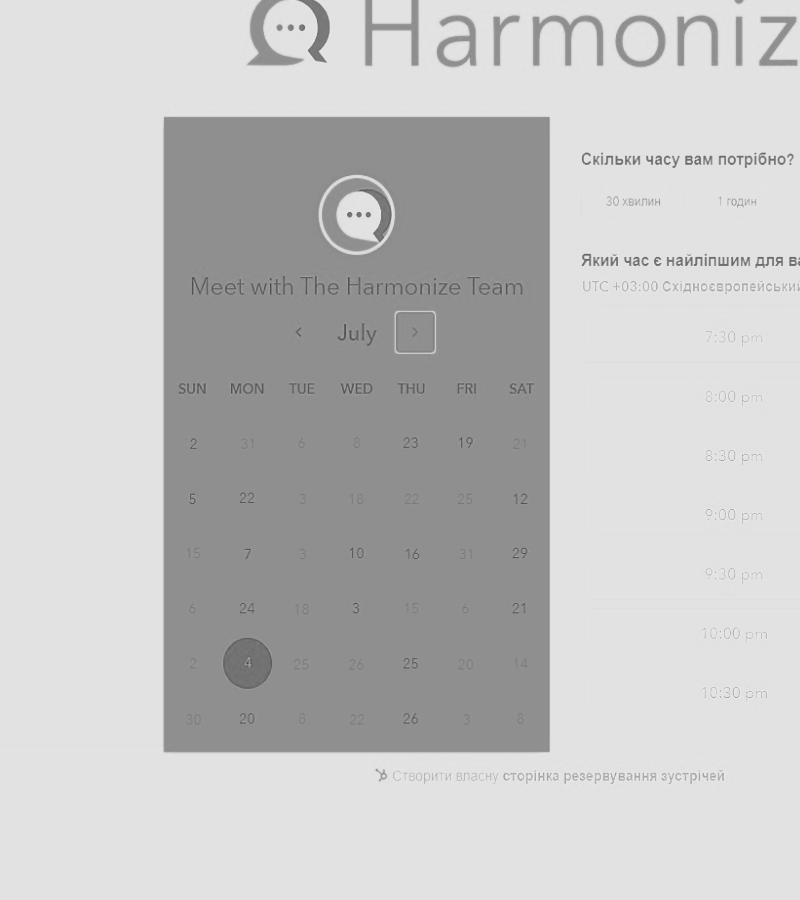 Harmoniz
Meet with The Harmonize Team
July
SUN MON TUE WED THU FRI SAT
2 31 6 8 23 19 21
5 22 3 18 22 25 12
15 7 3 10 16 31 29
6 24 18 3 15 6 21
2 4 25 26 25 20 14
30 20 8 22 26 3 8
Скільки часу вам потрібно?
30 хвилин 1 годин
Який час є найліпшим для ва
UTC +03:00 Східноєвропейський
7:30 pm
8:00 pm
8:30 pm
9:00 pm
9:30 pm
10:00 pm
10:30 pm
Створити власну сторінка резервування зустрічей